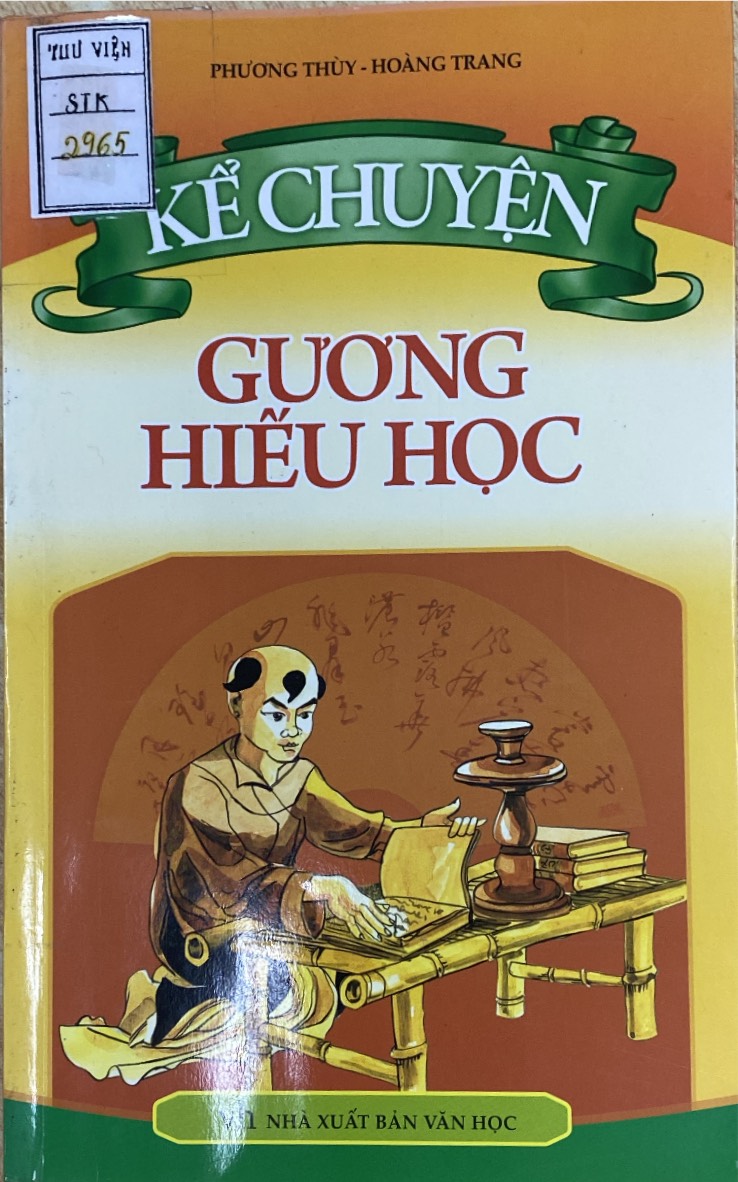 THƯ VIỆN
STK
2965
PHƯƠNG THÙY - HOÀNG TRANG
KỂ CHUYỆN
GƯƠNG
HIẾU HỌC
NHÀ XUẤT BẢN VĂN HỌC